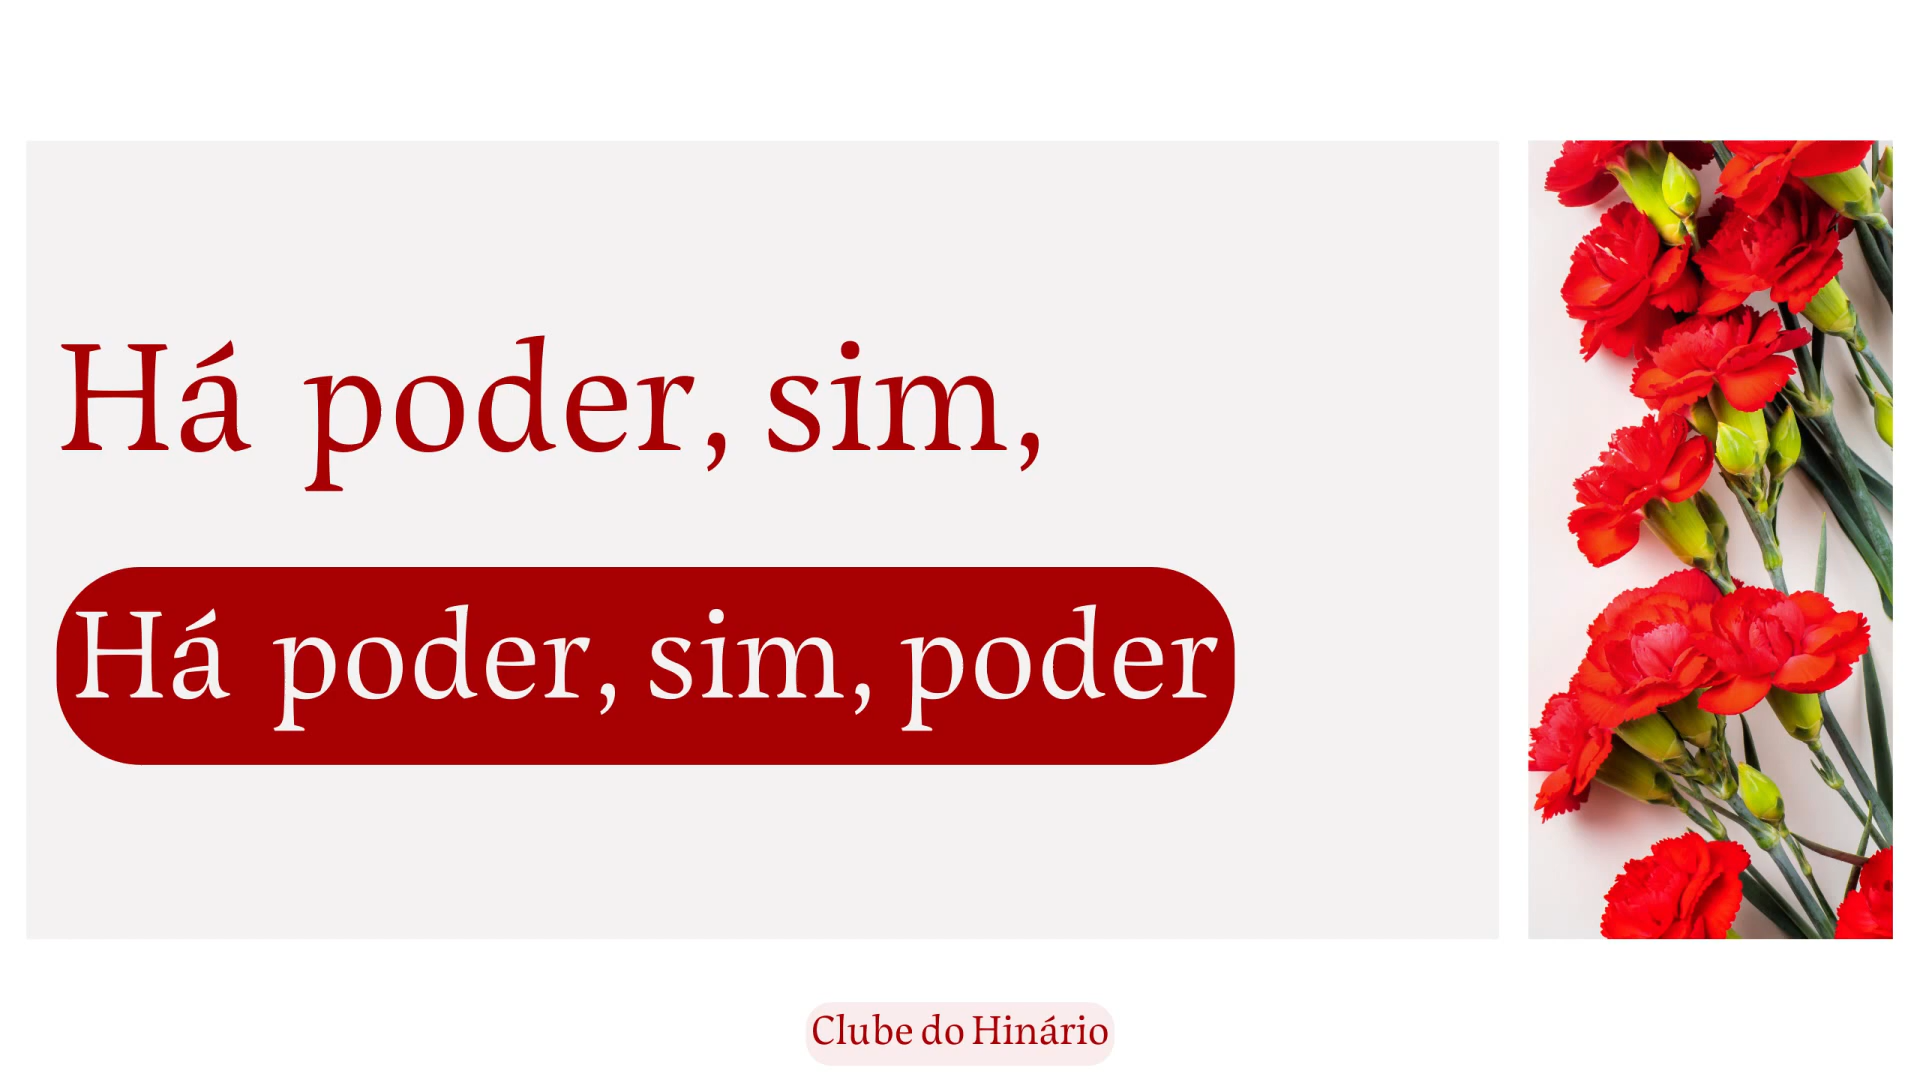 Há poder, sim,
Há poder, sim, poder
Clube do Hinário